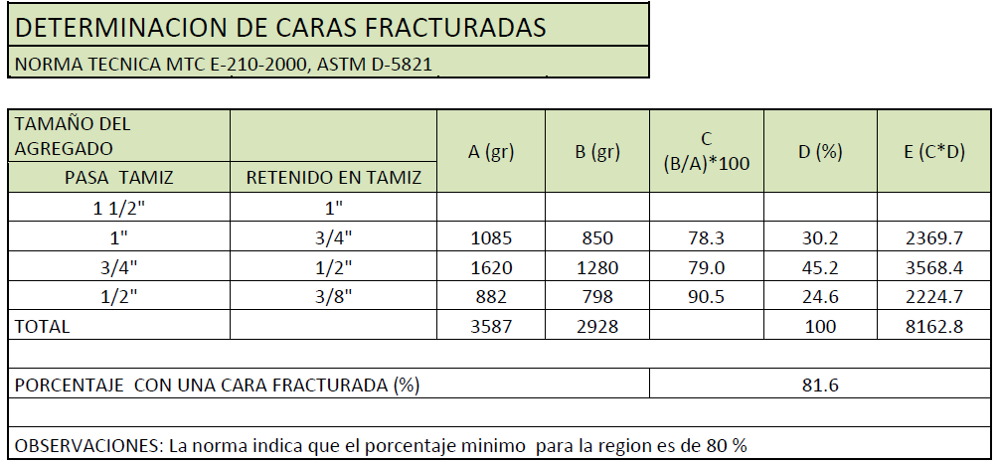 DETERMINACION DE CARAS FRACTURADAS
NORMA TECNICA MTC E-210-2000, ASTM D-5821
TAMAÑO DEL
AGREGADO
A (gr) B (gr) C D (%) E (C*D)
(B/A)*100
PASA TAMIZ RETENIDO EN TAMIZ
1 1/2" 1"
1" 3/4" 1085 850 78.3 30.2 2369.7
3/4" 1/2" 1620 1280 79.0 45.2 3568.4
1/2" 3/8" 882 798 90.5 24.6 2224.7
TOTAL 3587 2928 100 8162.8
PORCENTAJE CON UNA CARA FRACTURADA (%) 81.6
OBSERVACIONES: La norma indica que el porcentaje minimo para la region es de 80 %